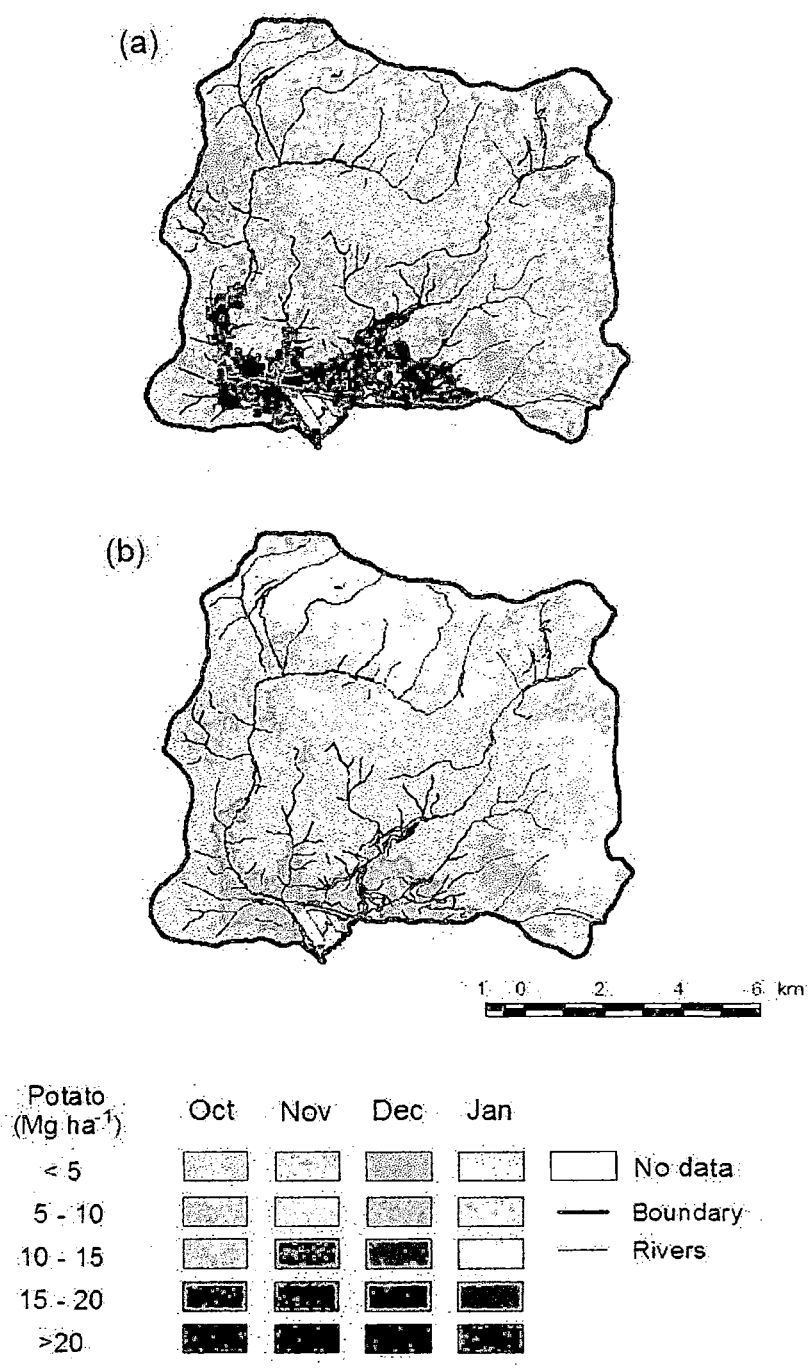 (a)
(b)
1 0 2 4 6 km
Potato
(Mg ha⁻¹)
Oct Nov Dec Jan
< 5
5 - 10
10 - 15
15 - 20
>20
No data
Boundary
Rivers